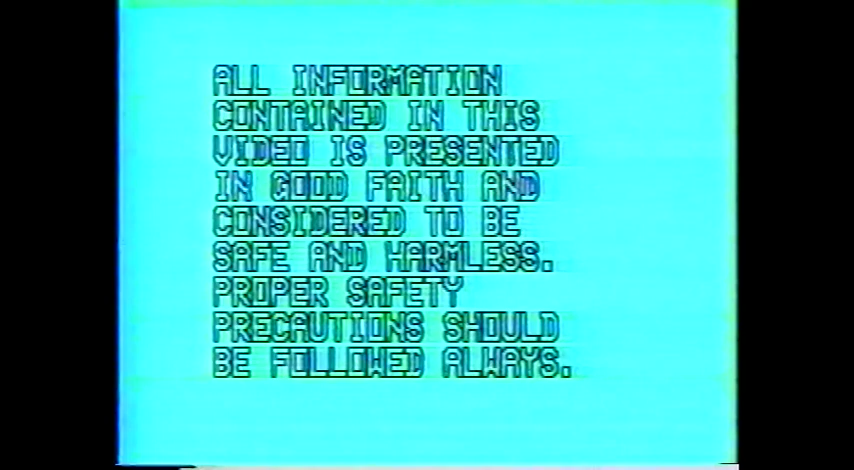 ALL INFORMATION
CONTAINED IN THIS
VIDEO IS PRESENTED
IN GOOD FAITH AND
CONSIDERED TO BE
SAFE AND HARMLESS.
PROPER SAFETY
PRECAUTIONS SHOULD
BE FOLLOWED ALWAYS.